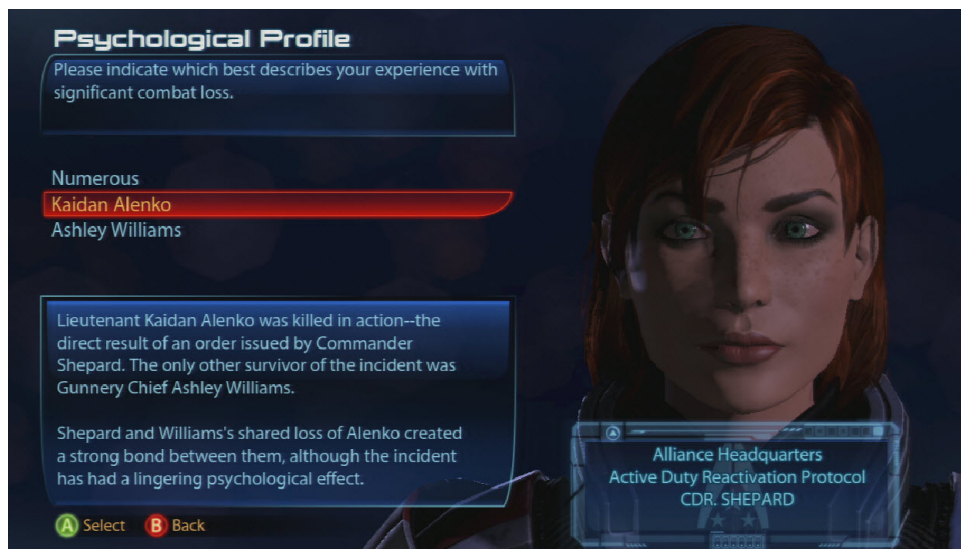 Psychological Profile
Please indicate which best describes your experience with
significant combat loss.
Numerous
Kaidan Alenko
Ashley Williams
Lieutenant Kaidan Alenko was killed in action--the
direct result of an order issued by Commander
Shepard. The only other survivor of the incident was
Gunnery Chief Ashley Williams.
Shepard and Williams's shared loss of Alenko created
a strong bond between them, although the incident
has had a lingering psychological effect.
A Select B Back
Alliance Headquarters
Active Duty Reactivation Protocol
CDR. SHEPARD